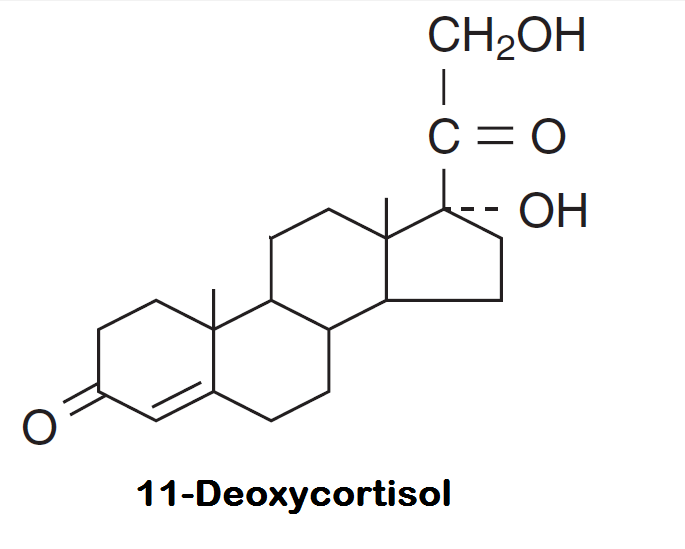 CH₂OH
C = O
OH
O
11-Deoxycortisol